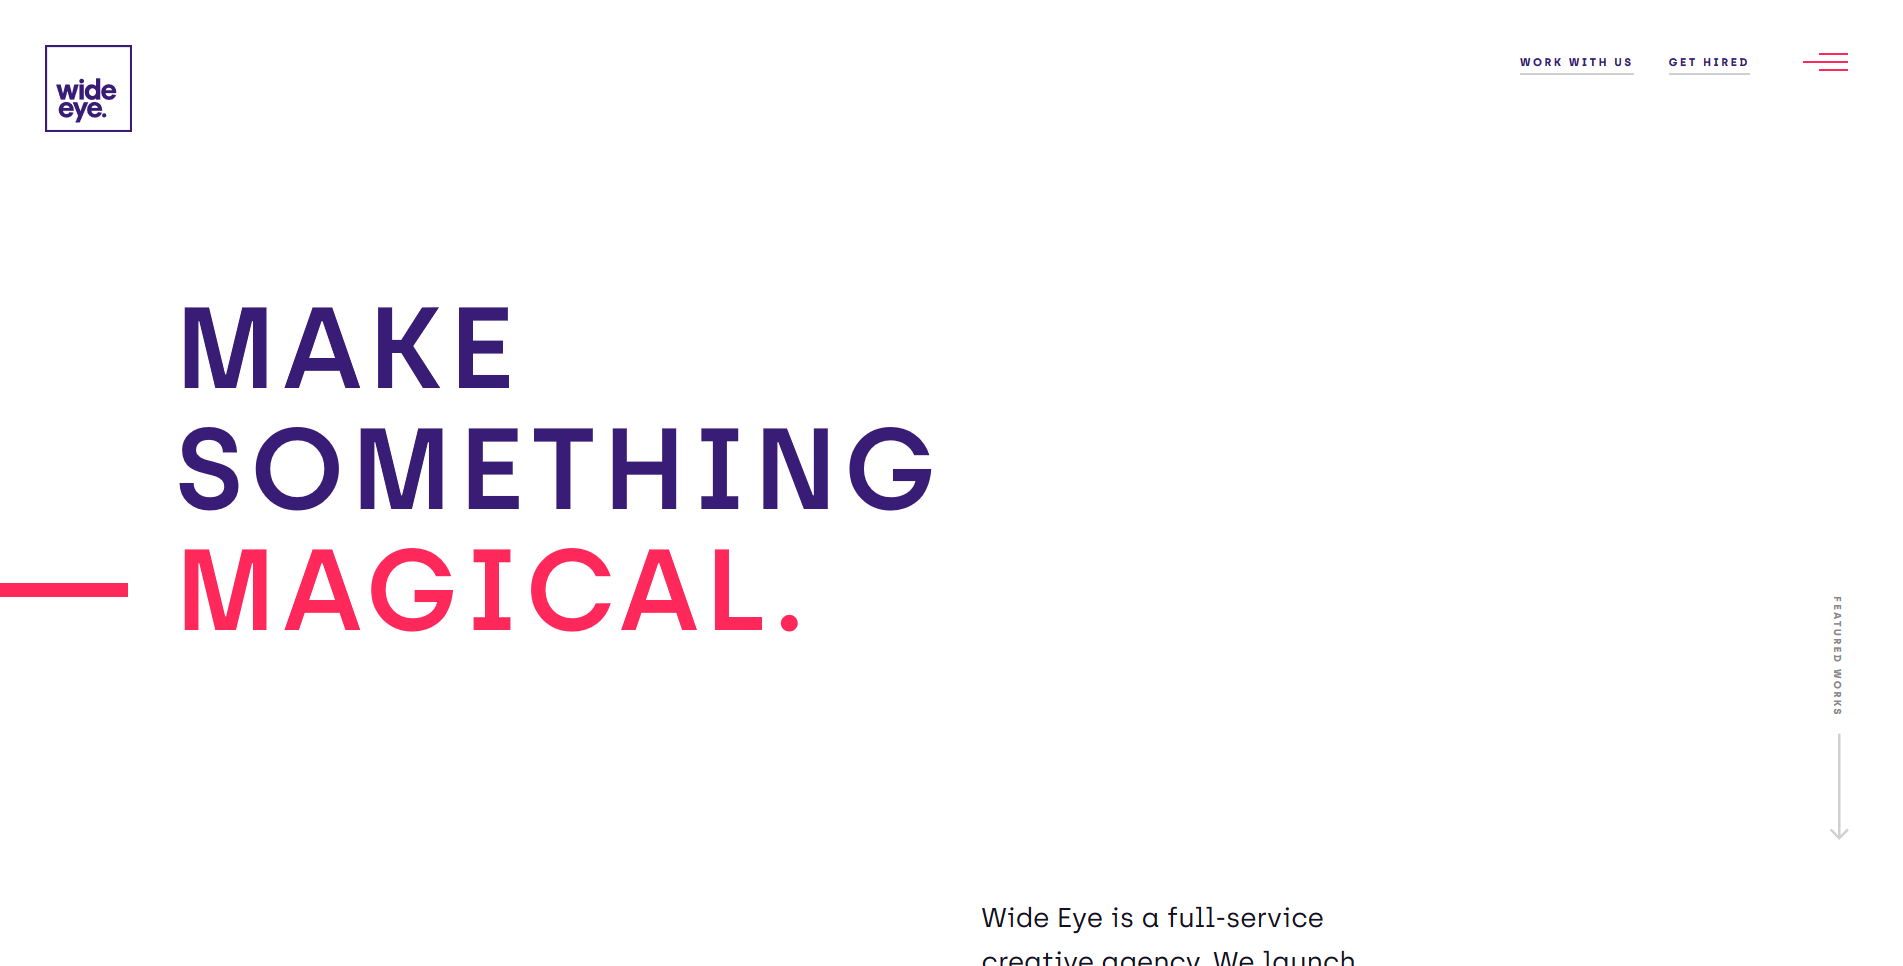 wide
eye.
WORK WITH US
GET HIRED
MAKE
SOMETHING
MAGICAL.
FEATURED WORKS
Wide Eye is a full-service
creative agency. We launch